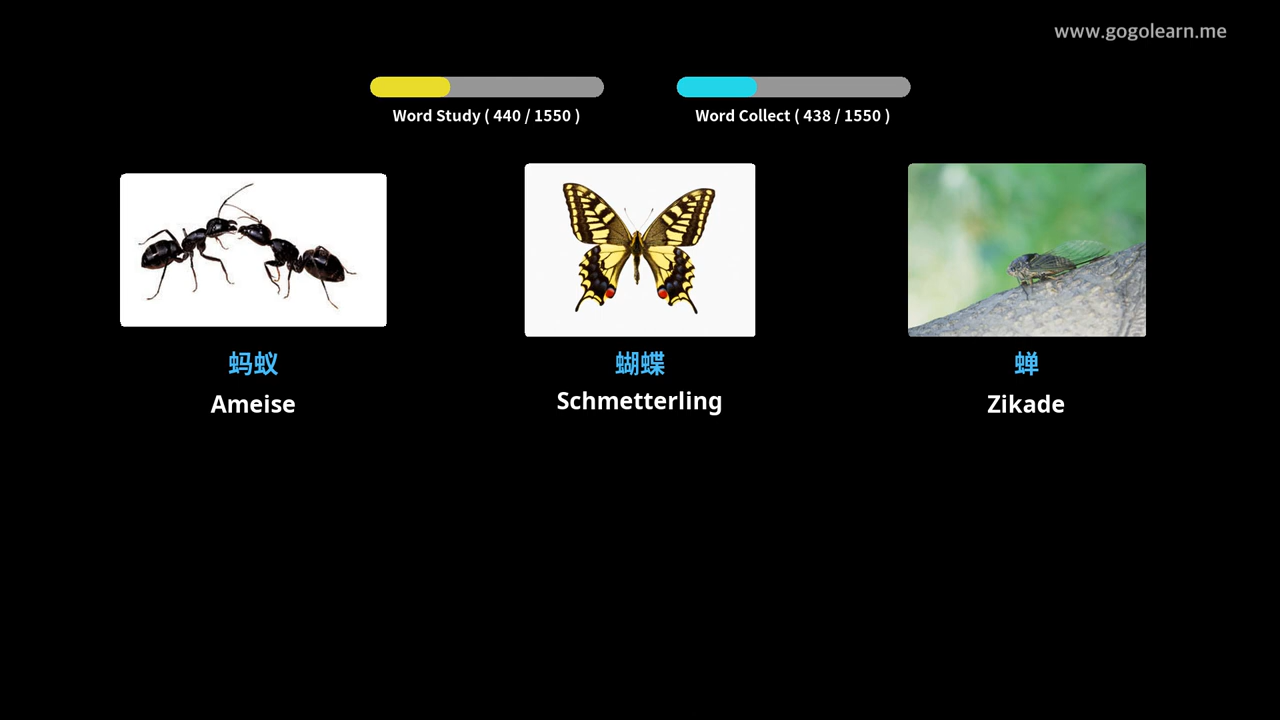 www.gogolearn.me
Word Study ( 440 / 1550 )
Word Collect ( 438 / 1550 )
蚂蚁
蝴蝶
蝉
Ameise
Schmetterling
Zikade